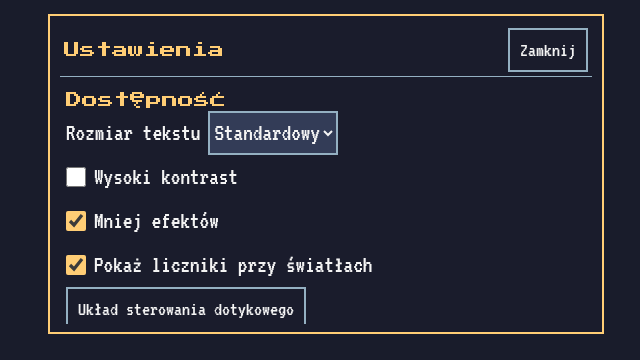 Ustawienia
Zamknij
Dostępność
Rozmiar tekstu Standardowy
Wysoki kontrast
Mniej efektów
Pokaż liczniki przy światłach
Układ sterowania dotykowego